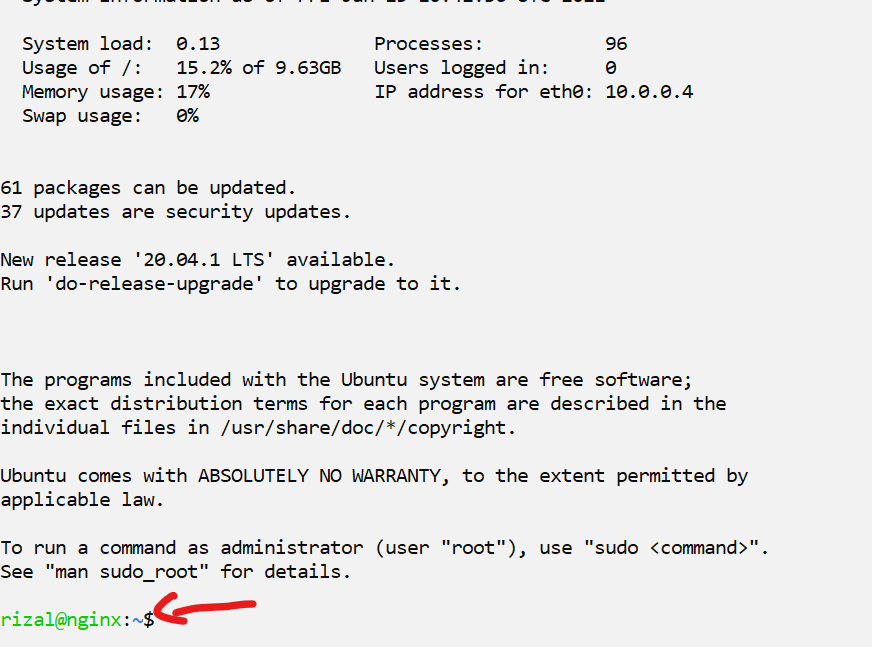 System load:  0.13              Processes:           96
Usage of /:   15.2% of 9.63GB   Users logged in:     0
Memory usage: 17%               IP address for eth0: 10.0.0.4
Swap usage:   0%
61 packages can be updated.
37 updates are security updates.
New release '20.04.1 LTS' available.
Run 'do-release-upgrade' to upgrade to it.
The programs included with the Ubuntu system are free software;
the exact distribution terms for each program are described in the
individual files in /usr/share/doc/*/copyright.
Ubuntu comes with ABSOLUTELY NO WARRANTY, to the extent permitted by
applicable law.
To run a command as administrator (user "root"), use "sudo <command>".
See "man sudo_root" for details.
rizal@nginx:~$